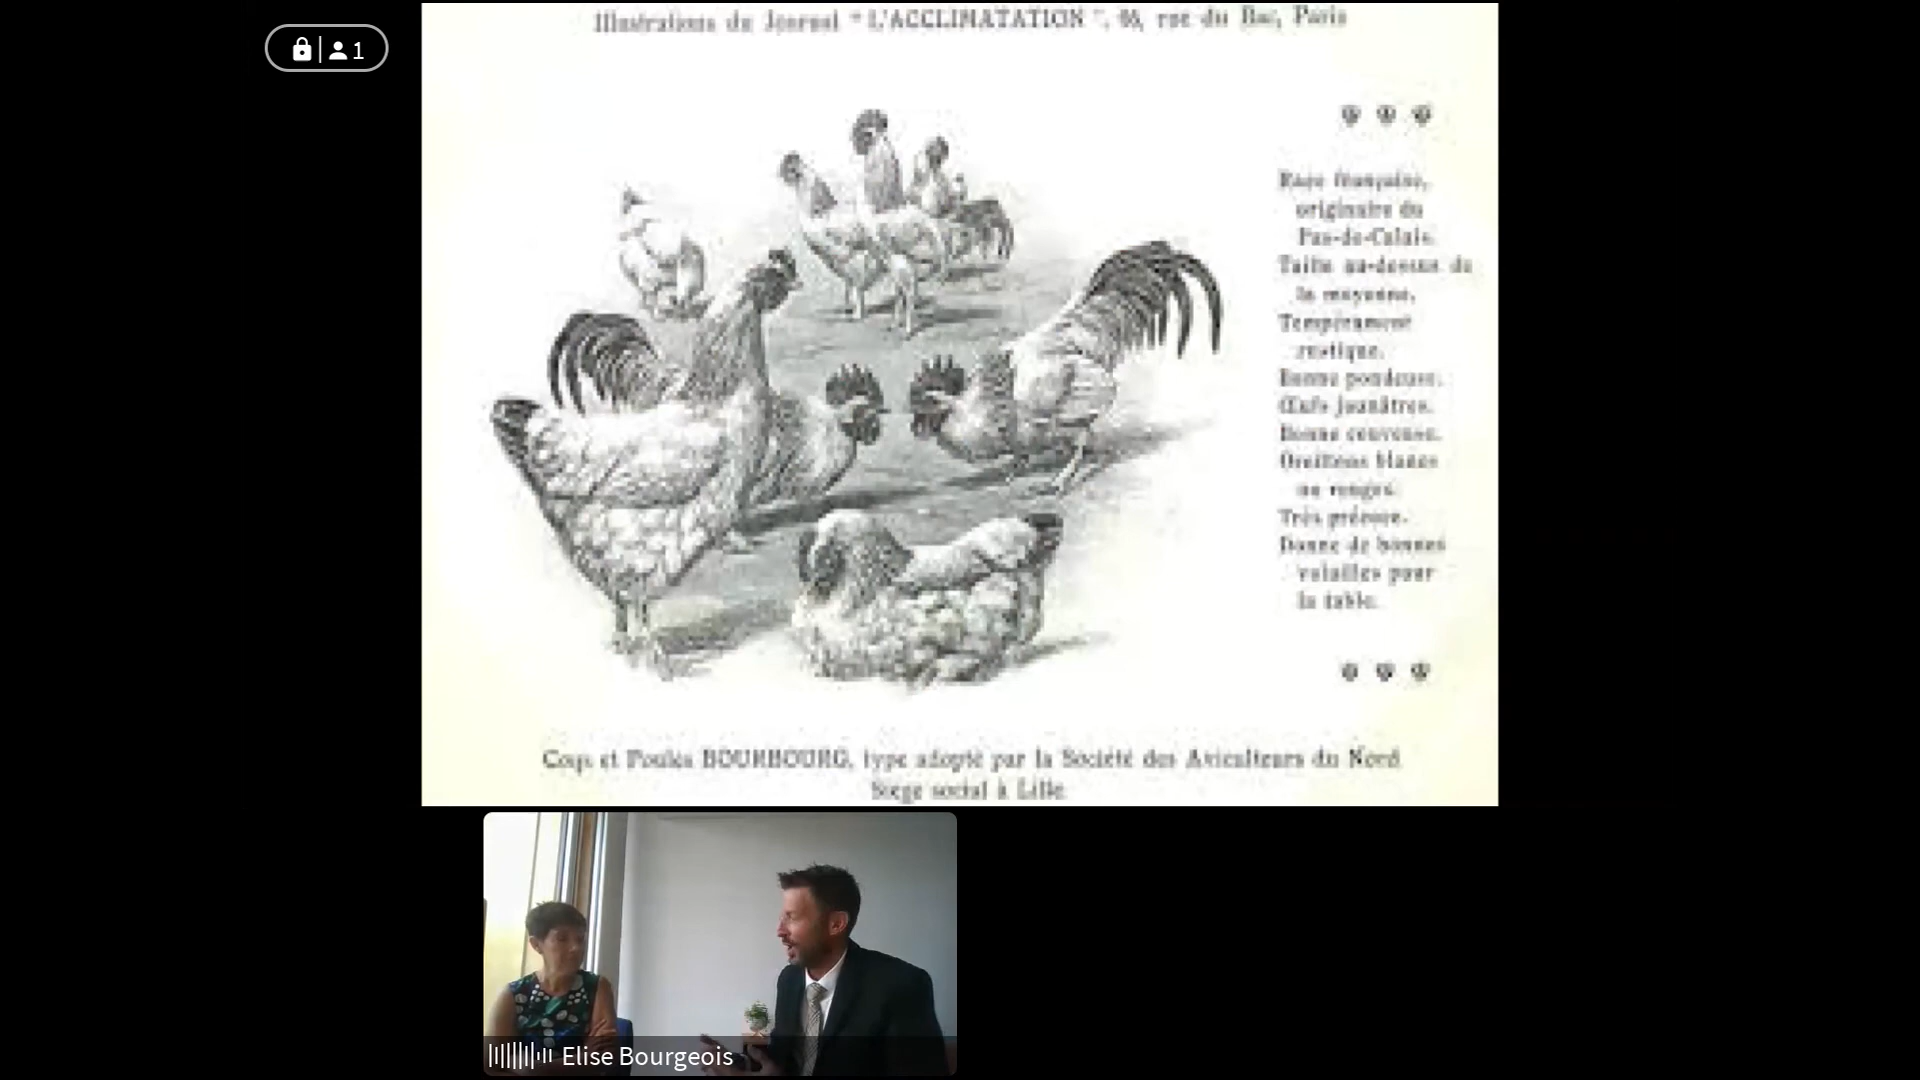 1
Illustrations du Journal " L'ACCLIMATATION ", 46, rue du Bac, Paris
Race française,
originaire du
Pas-de-Calais.
Taille au-dessus de
la moyenne.
Tempérament
rustique.
Bonne pondeuse.
Œufs jaunâtres.
Bonne couveuse.
Oreillons blancs
ou rouges.
Très précoce.
Donne de bonnes
volailles pour
la table.
Coqs et Poules BOURBOURG, type adopté par la Société des Aviculteurs du Nord
Siège social à Lille
Elise Bourgeois